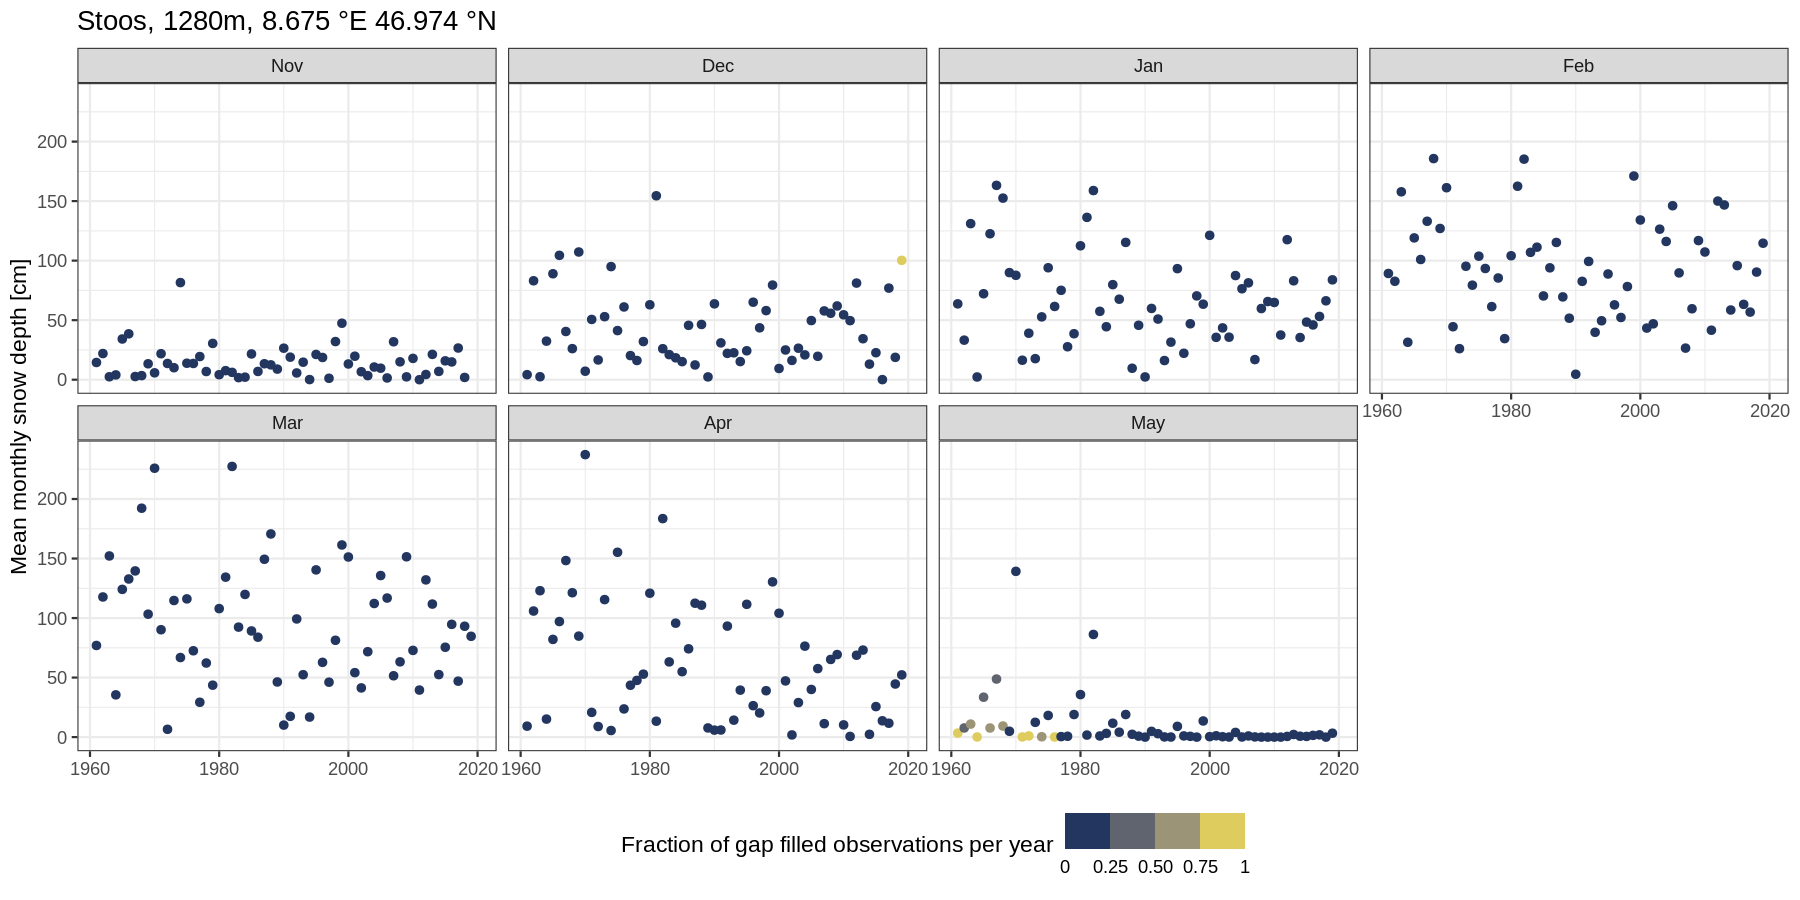 Stoos, 1280m, 8.675 °E 46.974 °N
Nov Dec Jan Feb
200
150
100
50
0
1960 1980 2000 2020
Mar Apr May
200
150
100
50
0
1960 1980 2000 2020 1960 1980 2000 2020 1960 1980 2000 2020
Mean monthly snow depth [cm]
Fraction of gap filled observations per year
0 0.25 0.50 0.75 1